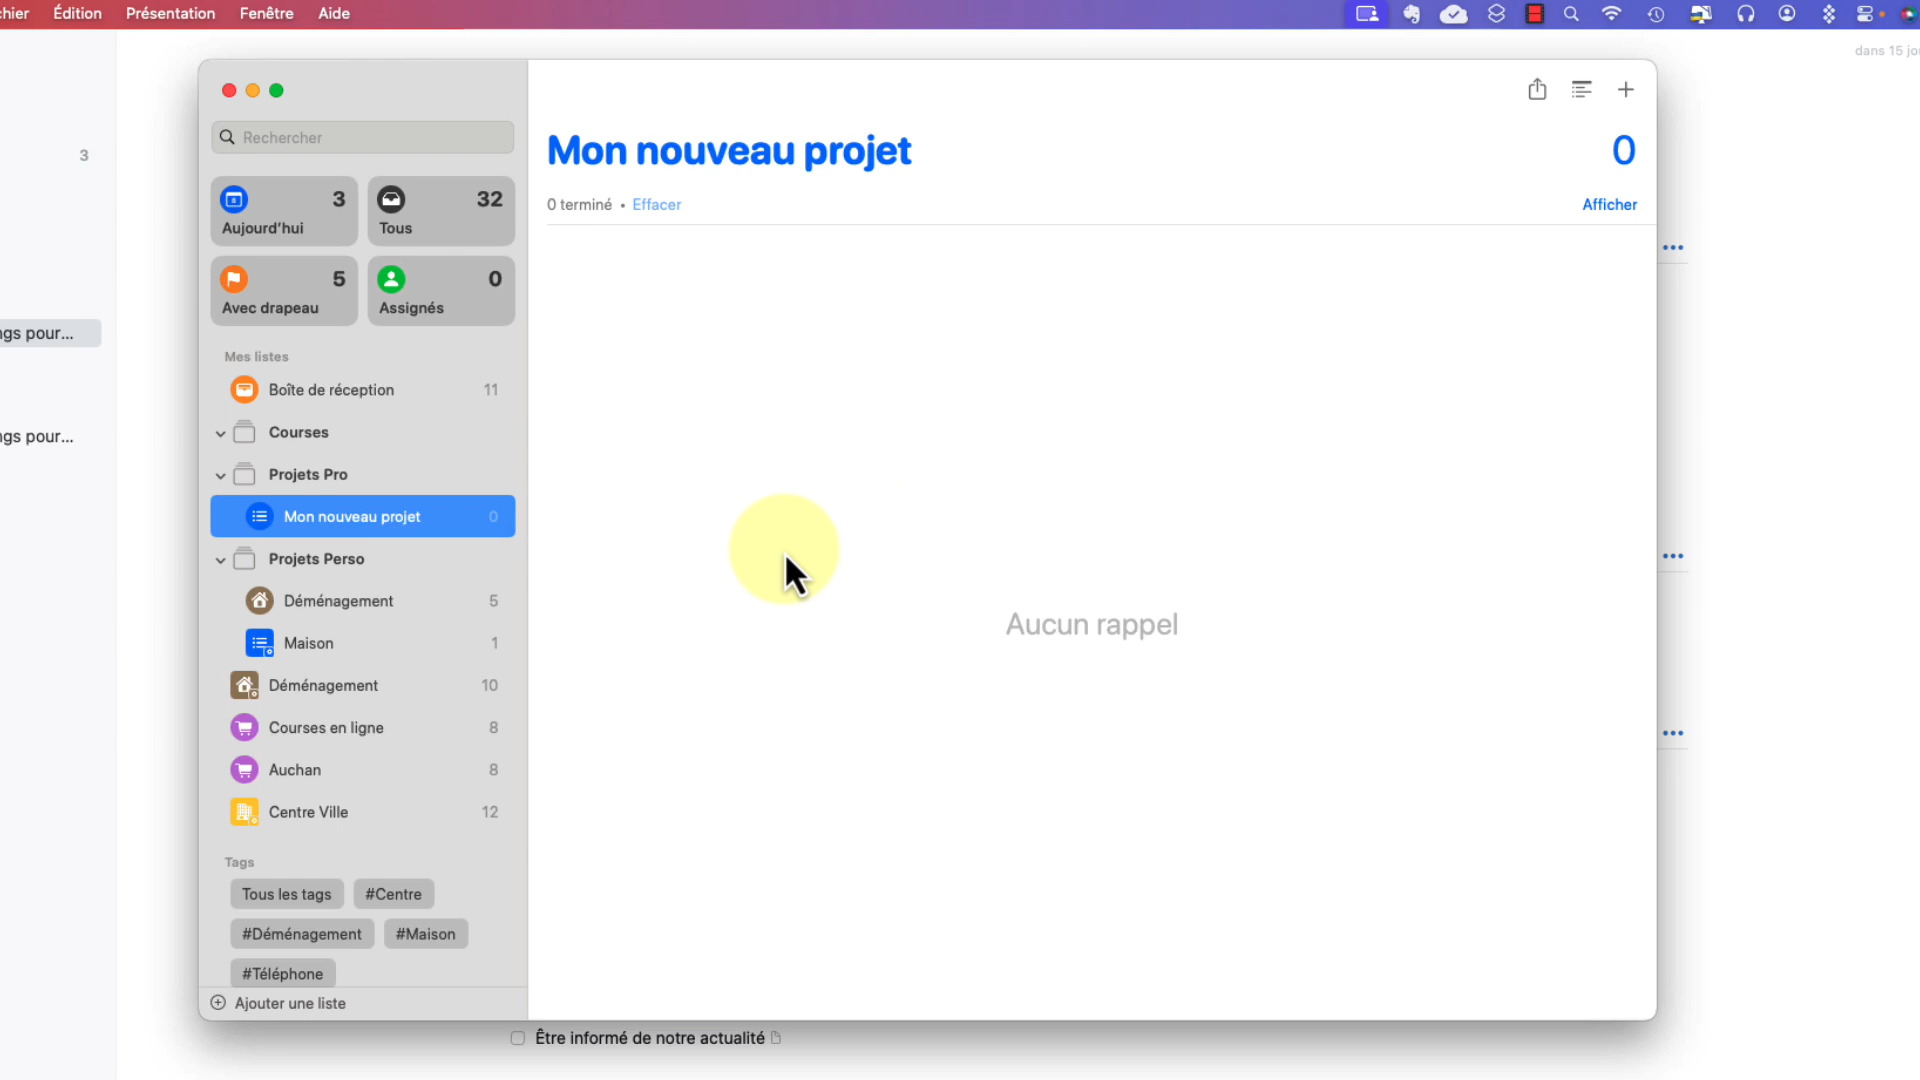 chier Édition Présentation Fenêtre Aide
dans 15 jou
3
Rechercher
Mon nouveau projet 0
3 Aujourd'hui
32 Tous
0 terminé • Effacer Afficher
5 Avec drapeau
0 Assignés
ngs pour...
Mes listes
Boîte de réception 11
Courses
ngs pour...
Projets Pro
Mon nouveau projet 0
Projets Perso
Déménagement 5
Aucun rappel
Maison 1
Déménagement 10
Courses en ligne 8
Auchan 8
Centre Ville 12
Tags
Tous les tags #Centre
#Déménagement #Maison
#Téléphone
Ajouter une liste
Être informé de notre actualité